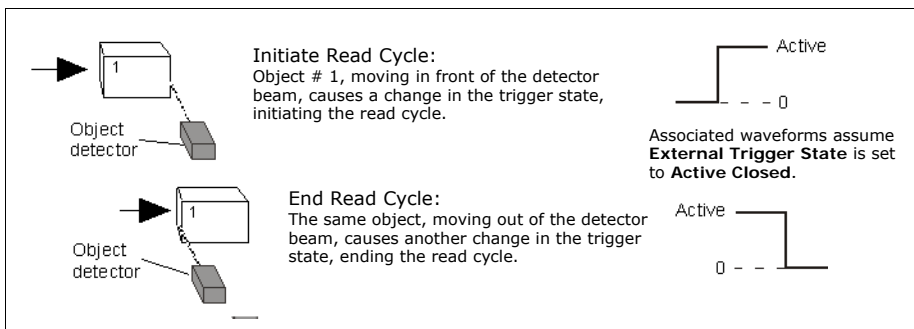 1
Object
detector
Initiate Read Cycle:
Object # 1, moving in front of the detector
beam, causes a change in the trigger state,
initiating the read cycle.
Active
0
Associated waveforms assume
External Trigger State is set
to Active Closed.
1
Object
detector
End Read Cycle:
The same object, moving out of the detector
beam, causes another change in the trigger
state, ending the read cycle.
Active
0